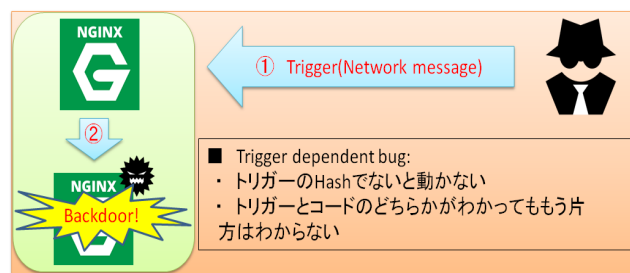 NGINX
G
① Trigger(Network message)
②
NGINX
Backdoor!
■ Trigger dependent bug:
・ トリガーのHashでないと動かない
・ トリガーとコードのどちらかがわかってももう片
方はわからない